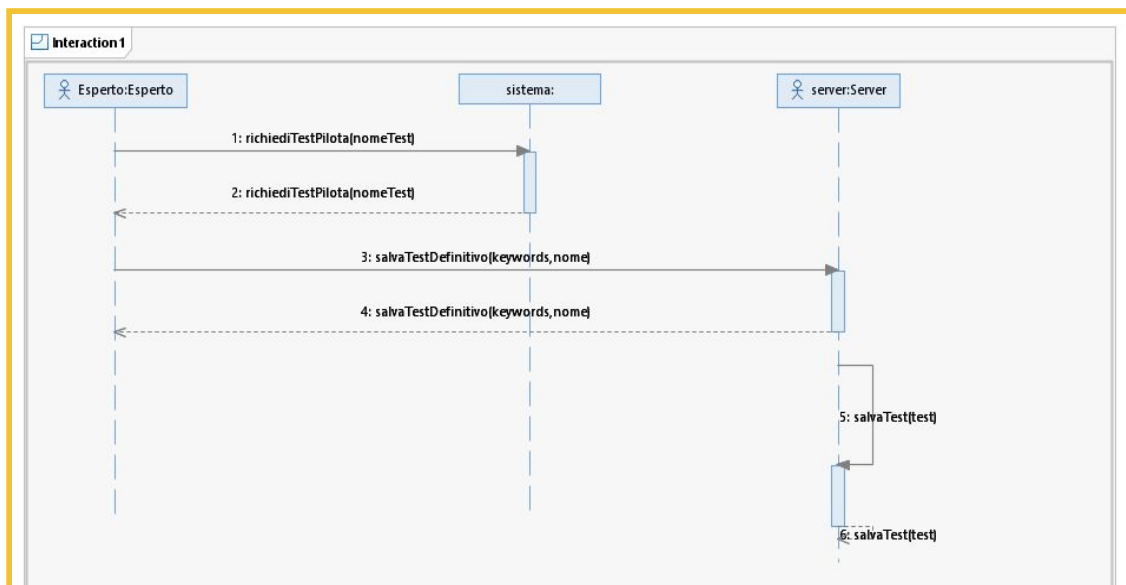 Interaction1
Esperto:Esperto
sistema:
server:Server
1: richiediTestPilota(nomeTest)
2: richiediTestPilota(nomeTest)
3: salvaTestDefinitivo(keywords,nome)
4: salvaTestDefinitivo(keywords,nome)
5: salvaTest(test)
6: salvaTest(test)